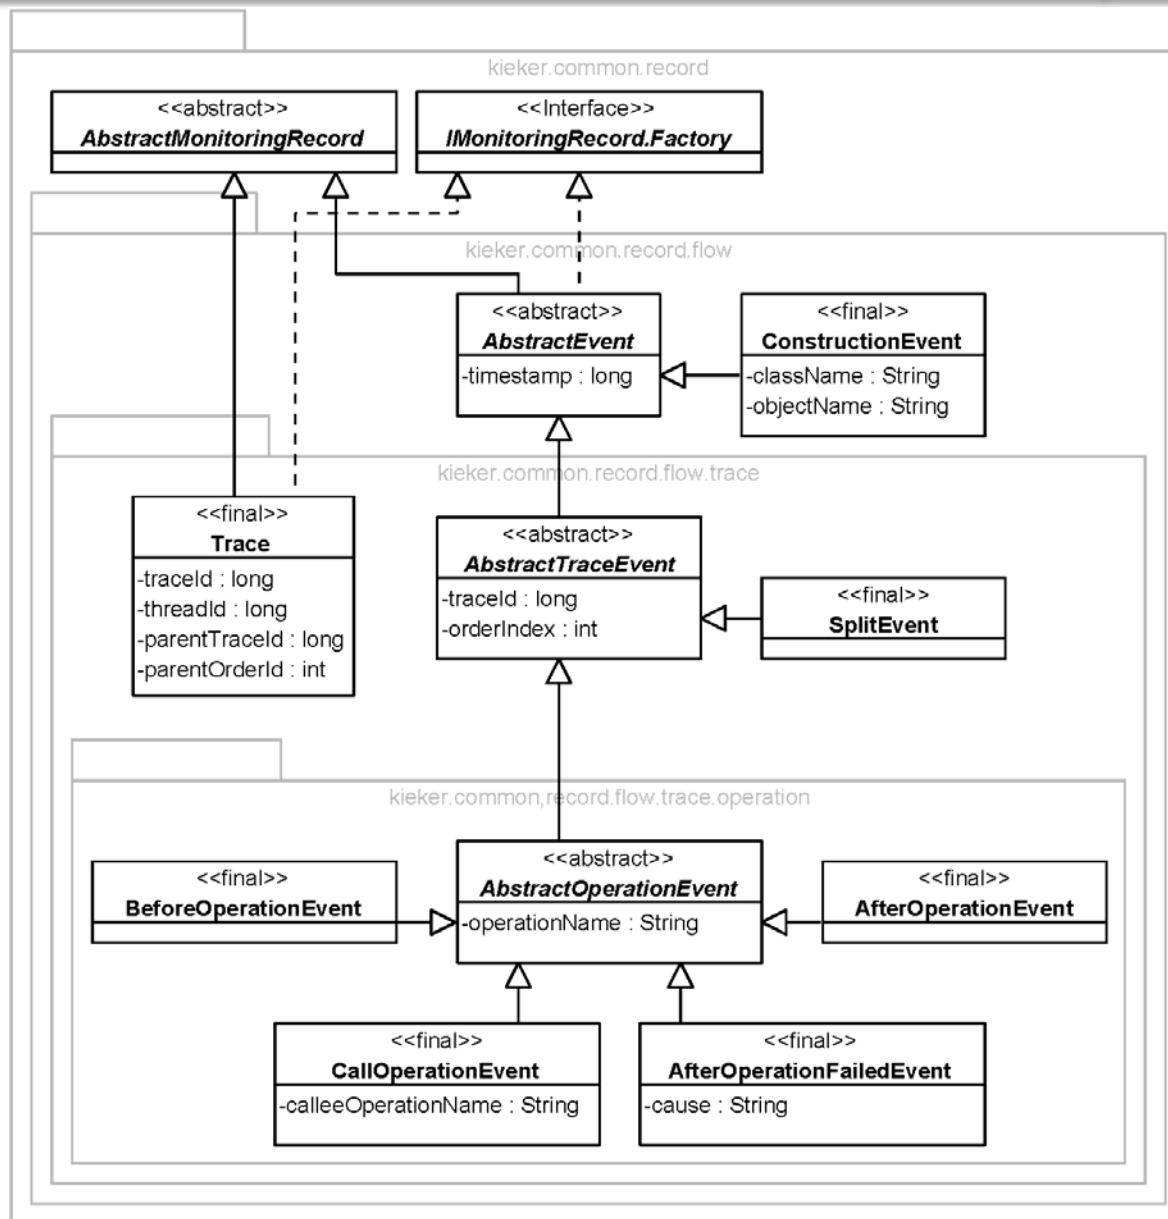 kieker.common.record
<<abstract>>
AbstractMonitoringRecord
<<Interface>>
IMonitoringRecord.Factory
kieker.common.record.flow
<<abstract>>
AbstractEvent
-timestamp : long
<<final>>
ConstructionEvent
-className : String
-objectName : String
kieker.common.record.flow.trace
<<final>>
Trace
-traceId : long
-threadId : long
-parentTraceId : long
-parentOrderId : int
<<abstract>>
AbstractTraceEvent
-traceId : long
-orderIndex : int
<<final>>
SplitEvent
kieker.common,record.flow.trace.operation
<<final>>
BeforeOperationEvent
<<abstract>>
AbstractOperationEvent
-operationName : String
<<final>>
AfterOperationEvent
<<final>>
CallOperationEvent
-calleeOperationName : String
<<final>>
AfterOperationFailedEvent
-cause : String